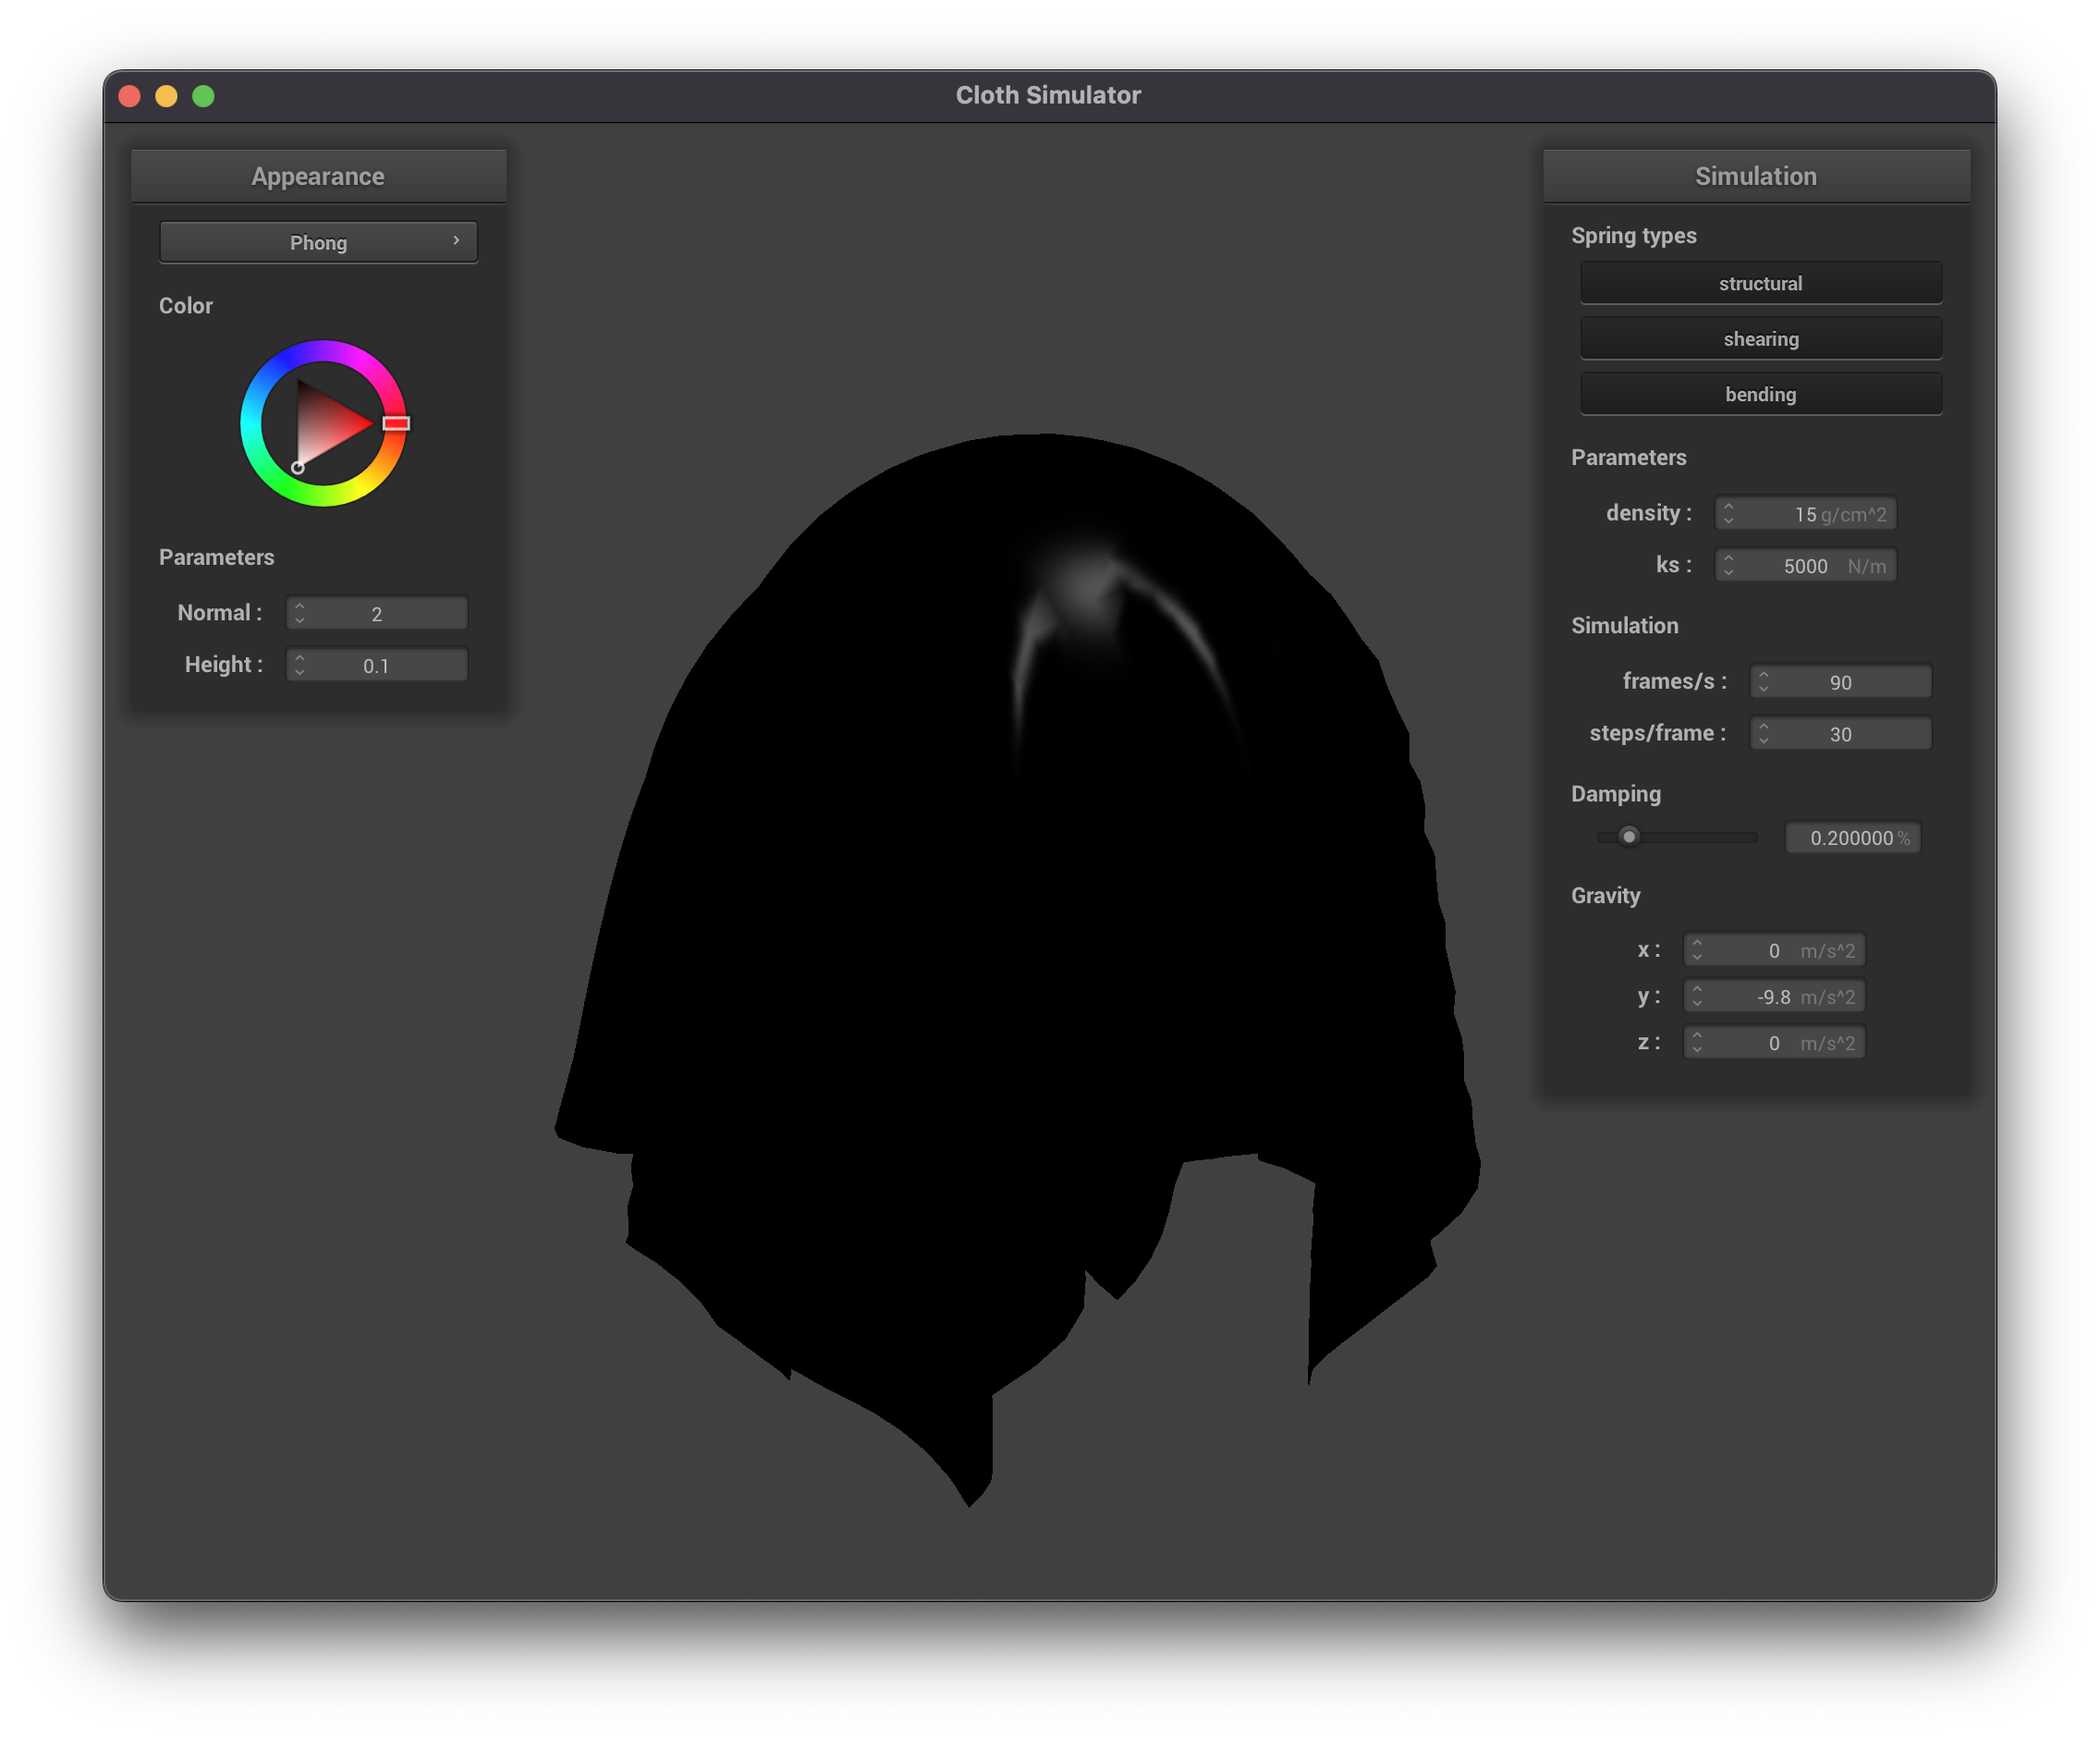 Cloth Simulator
Appearance
Phong
Color
Parameters
Normal : 2
Height : 0.1
Simulation
Spring types
structural
shearing
bending
Parameters
density : 15 g/cm^2
ks : 5000 N/m
Simulation
frames/s : 90
steps/frame : 30
Damping
0.200000 %
Gravity
x : 0 m/s^2
y : -9.8 m/s^2
z : 0 m/s^2